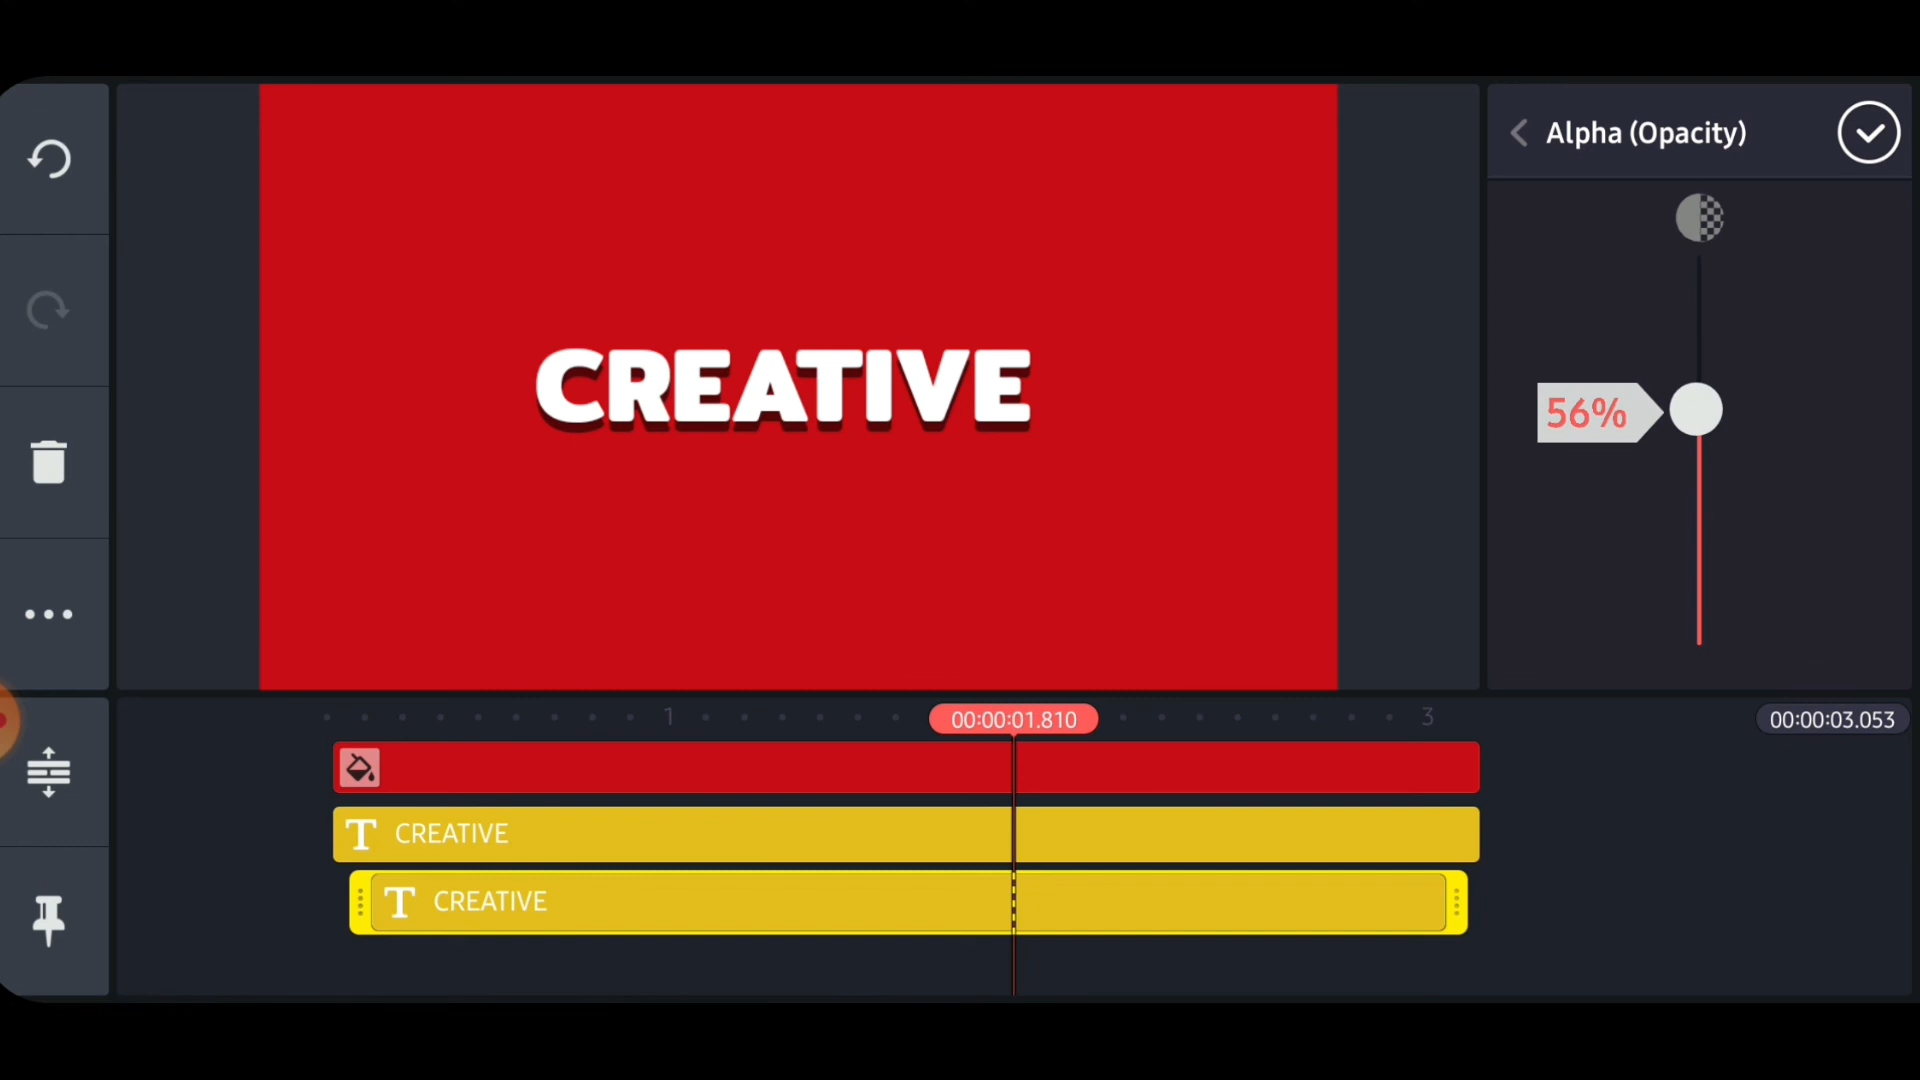 Alpha (Opacity)
CREATIVE
56%
1
00:00:01.810
3
00:00:03.053
T CREATIVE
T CREATIVE